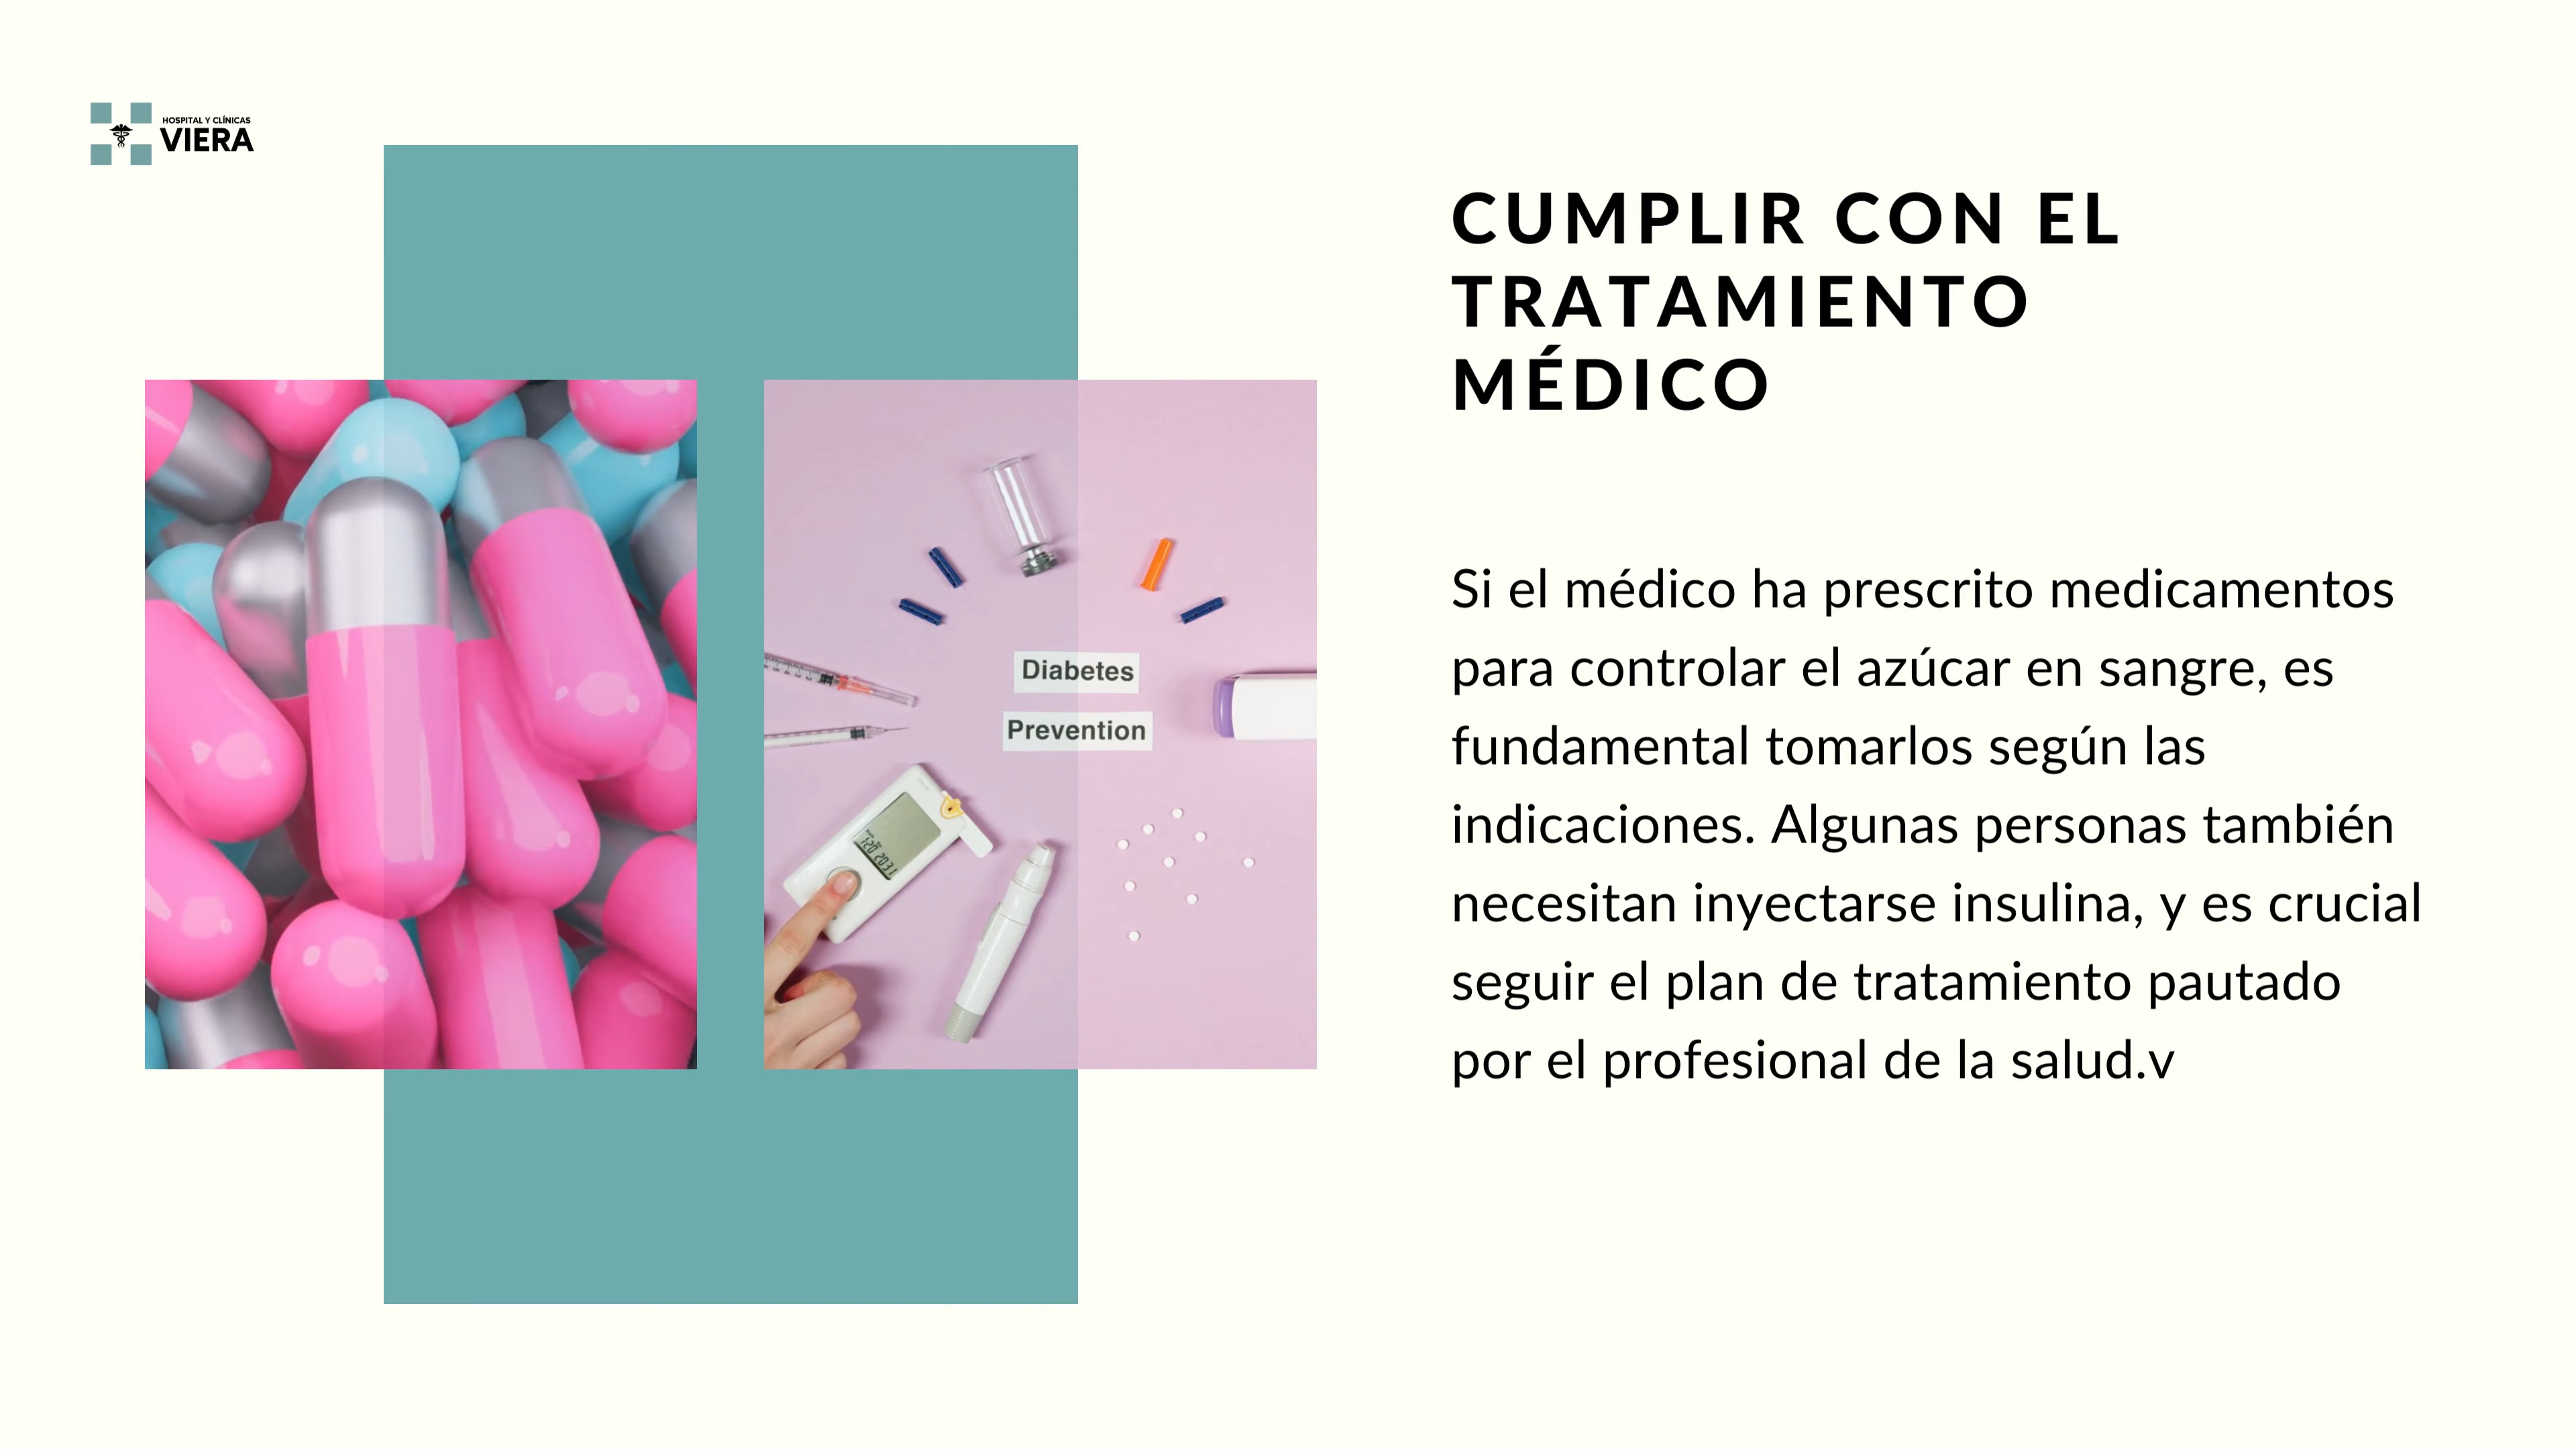 HOSPITAL Y CLÍNICAS
VIERA
CUMPLIR CON EL
TRATAMIENTO
MÉDICO
Diabetes
Prevention
Si el médico ha prescrito medicamentos
para controlar el azúcar en sangre, es
fundamental tomarlos según las
indicaciones. Algunas personas también
necesitan inyectarse insulina, y es crucial
seguir el plan de tratamiento pautado
por el profesional de la salud.v